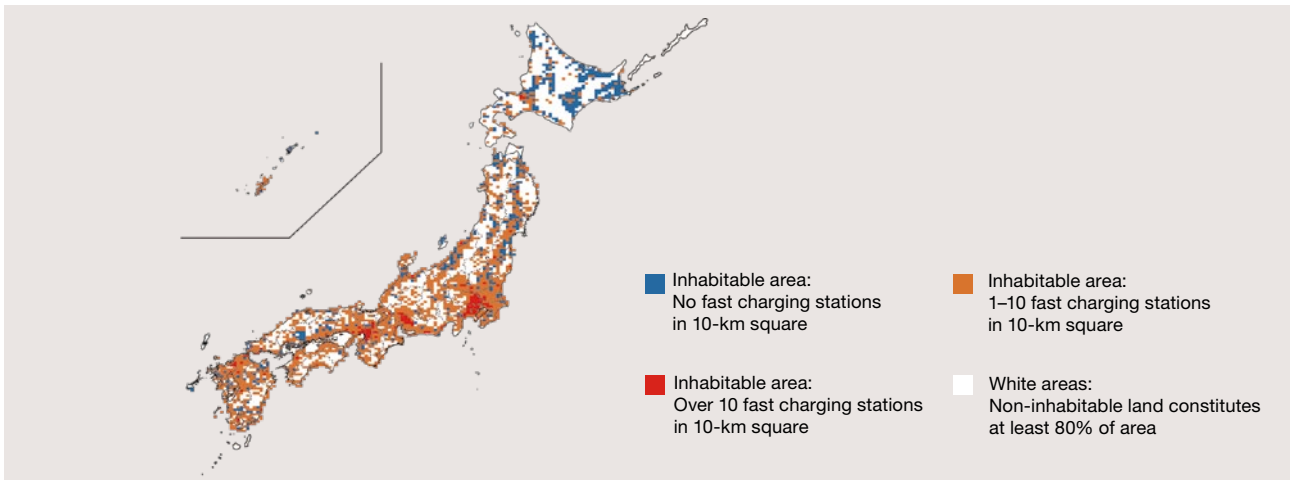 Inhabitable area:
No fast charging stations
in 10-km square
Inhabitable area:
1–10 fast charging stations
in 10-km square
Inhabitable area:
Over 10 fast charging stations
in 10-km square
White areas:
Non-inhabitable land constitutes
at least 80% of area